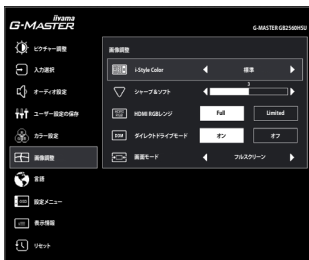 iiyama
G-MASTER
G-MASTER GB2560HSU
ピクチャー調整
入力選択
オーディオ設定
ユーザー設定の保存
カラー設定
画像調整
言語
設定メニュー
表示情報
リセット
画像調整
i-Style Color
標準
シャープ&ソフト
3
HDMI RGBレンジ
Full
Limited
DDM
ダイレクトドライブモード
オン
オフ
画面モード
フルスクリーン